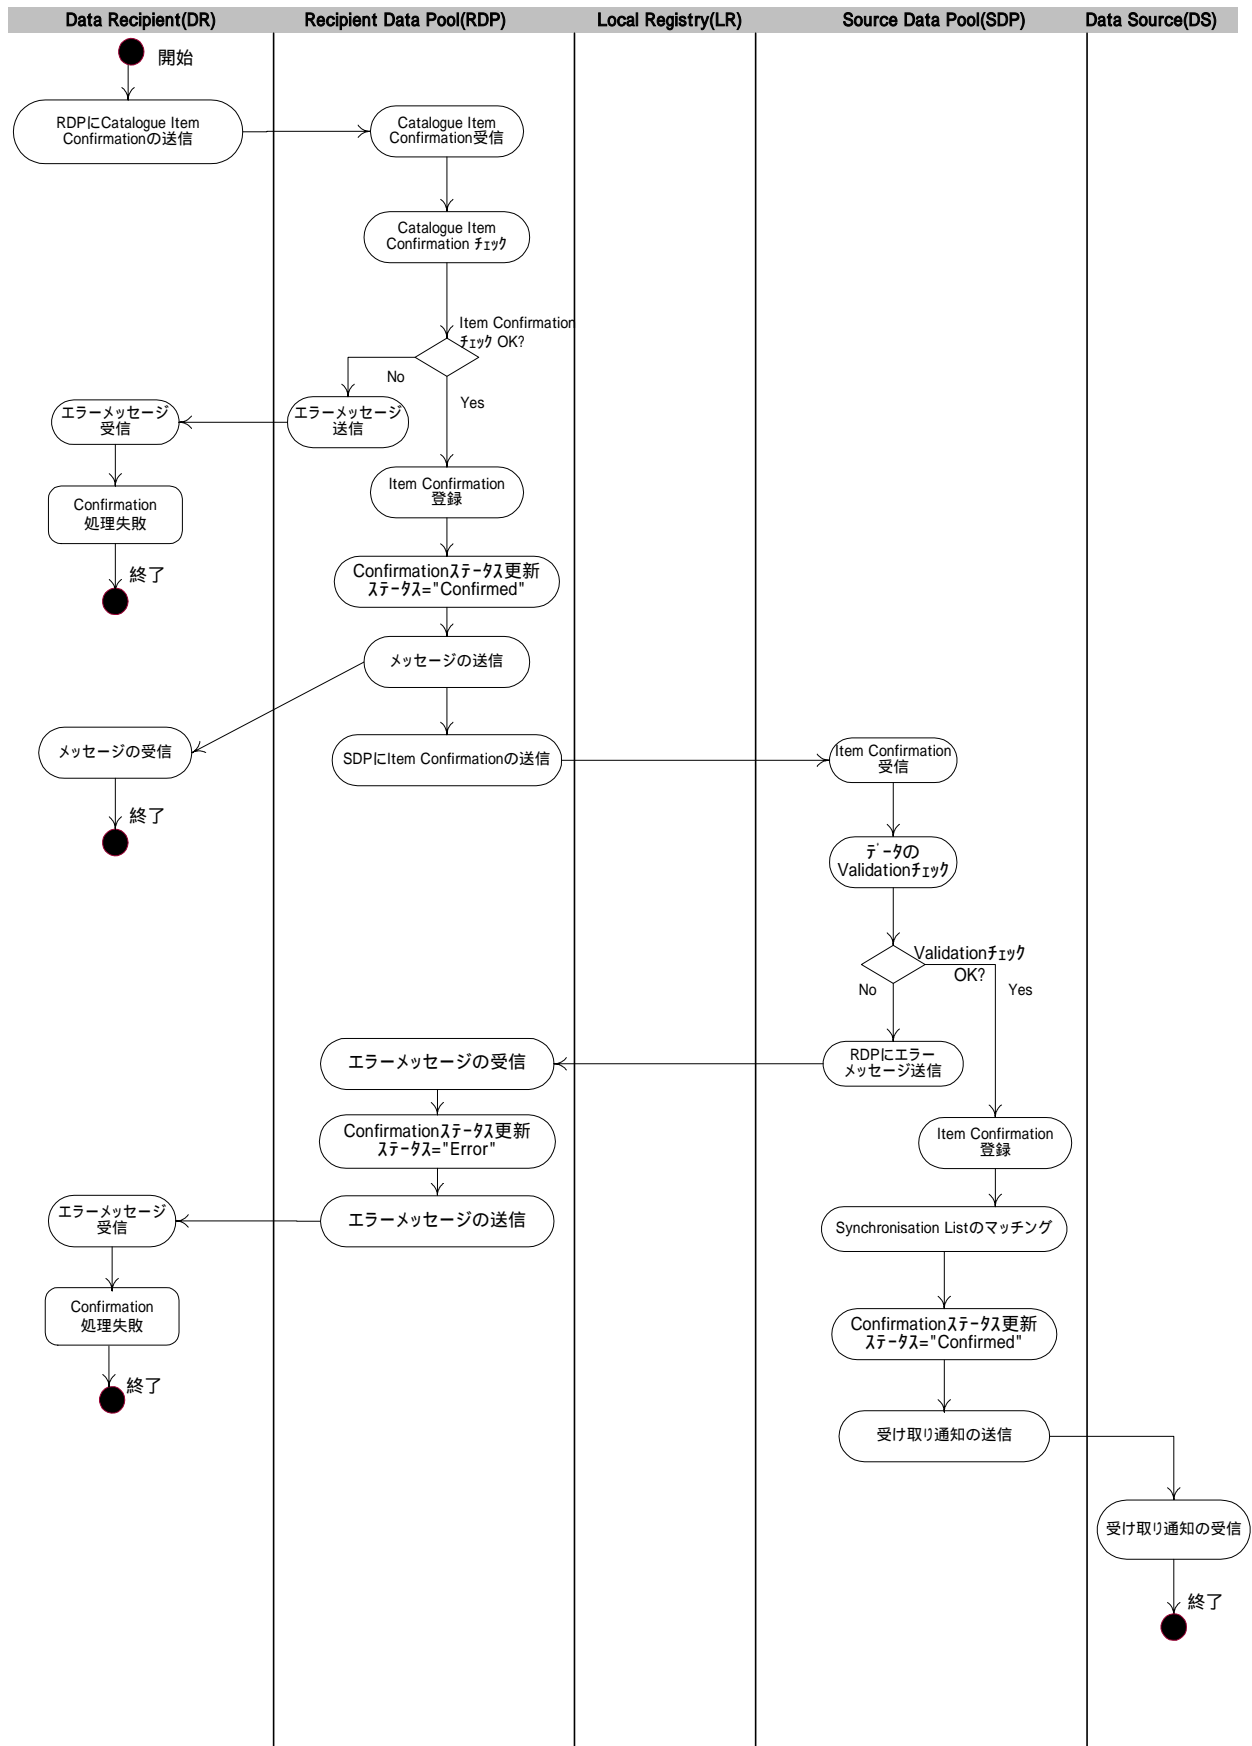 Data Recipient(DR)
Recipient Data Pool(RDP)
Local Registry(LR)
Source Data Pool(SDP)
Data Source(DS)
開始
RDPにCatalogue Item
Confirmationの送信
Catalogue Item
Confirmation受信
Catalogue Item
Confirmation ﾁｪｯｸ
Item Confirmation
ﾁｪｯｸ OK?
No
Yes
エラーメッセージ
送信
エラーメッセージ
受信
Confirmation
処理失敗
終了
Item Confirmation
登録
Confirmationｽﾃｰﾀｽ更新
ｽﾃｰﾀｽ="Confirmed"
メッセージの送信
メッセージの受信
終了
SDPにItem Confirmationの送信
Item Confirmation
受信
ﾃﾞｰﾀの
Validationﾁｪｯｸ
Validationﾁｪｯｸ
OK?
No
Yes
RDPにエラー
メッセージ送信
エラーメッセージの受信
Confirmationｽﾃｰﾀｽ更新
ｽﾃｰﾀｽ="Error"
エラーメッセージの送信
エラーメッセージ
受信
Confirmation
処理失敗
終了
Item Confirmation
登録
Synchronisation Listのマッチング
Confirmationｽﾃｰﾀｽ更新
ｽﾃｰﾀｽ="Confirmed"
受け取り通知の送信
受け取り通知の受信
終了